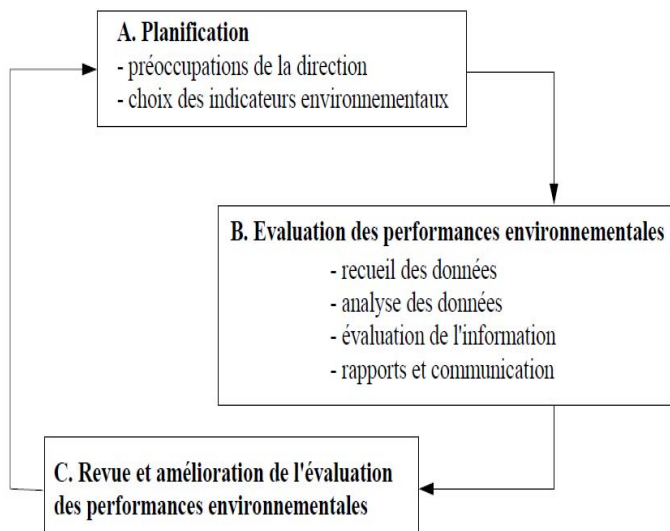 A. Planification
- préoccupations de la direction
- choix des indicateurs environnementaux
B. Evaluation des performances environnementales
- recueil des données
- analyse des données
- évaluation de l'information
- rapports et communication
C. Revue et amélioration de l'évaluation
des performances environnementales